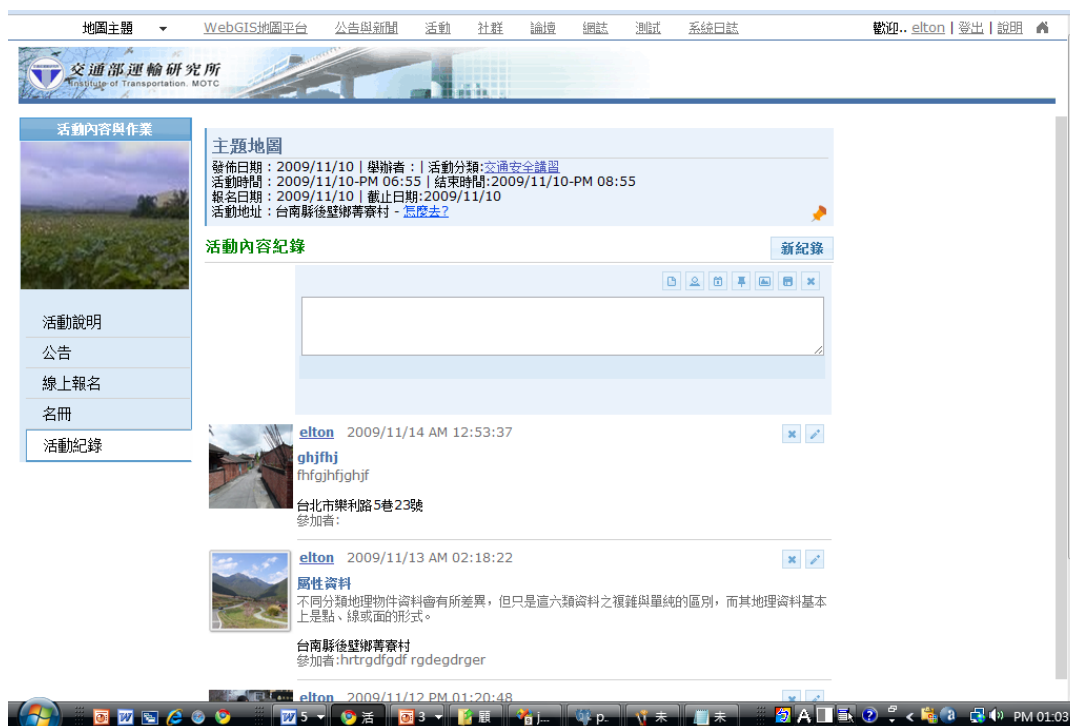 地圖主題 WebGIS地圖平台 公告與新聞 活動 社群 論壇 網誌 測試 系統日誌 歡迎.. elton | 登出 | 說明
交通部運輸研究所
Institute of Transportation. MOTC
活動內容與作業
主題地圖
發佈日期：2009/11/10 | 舉辦者：| 活動分類:交通安全講習
活動時間：2009/11/10-PM 06:55 | 結束時間:2009/11/10-PM 08:55
報名日期：2009/11/10 | 截止日期:2009/11/10
活動地址：台南縣後壁鄉菁寮村 - 怎麼去?
活動內容紀錄 新紀錄
活動說明
公告
線上報名
名冊
活動紀錄
elton 2009/11/14 AM 12:53:37
ghjfhj
fhfgjhfjghjf
台北市樂利路5巷23號
參加者:
elton 2009/11/13 AM 02:18:22
屬性資料
不同分類地理物件資料會有所差異，但只是這六類資料之複雜與單純的區別，而其地理資料基本
上是點、線或面的形式。
台南縣後壁鄉菁寮村
參加者:hrtrgdfgdf rgdegdrger
elton 2009/11/12 PM 01:20:48
5 活 3 顧 j... p.. 未 未 A PM 01:03